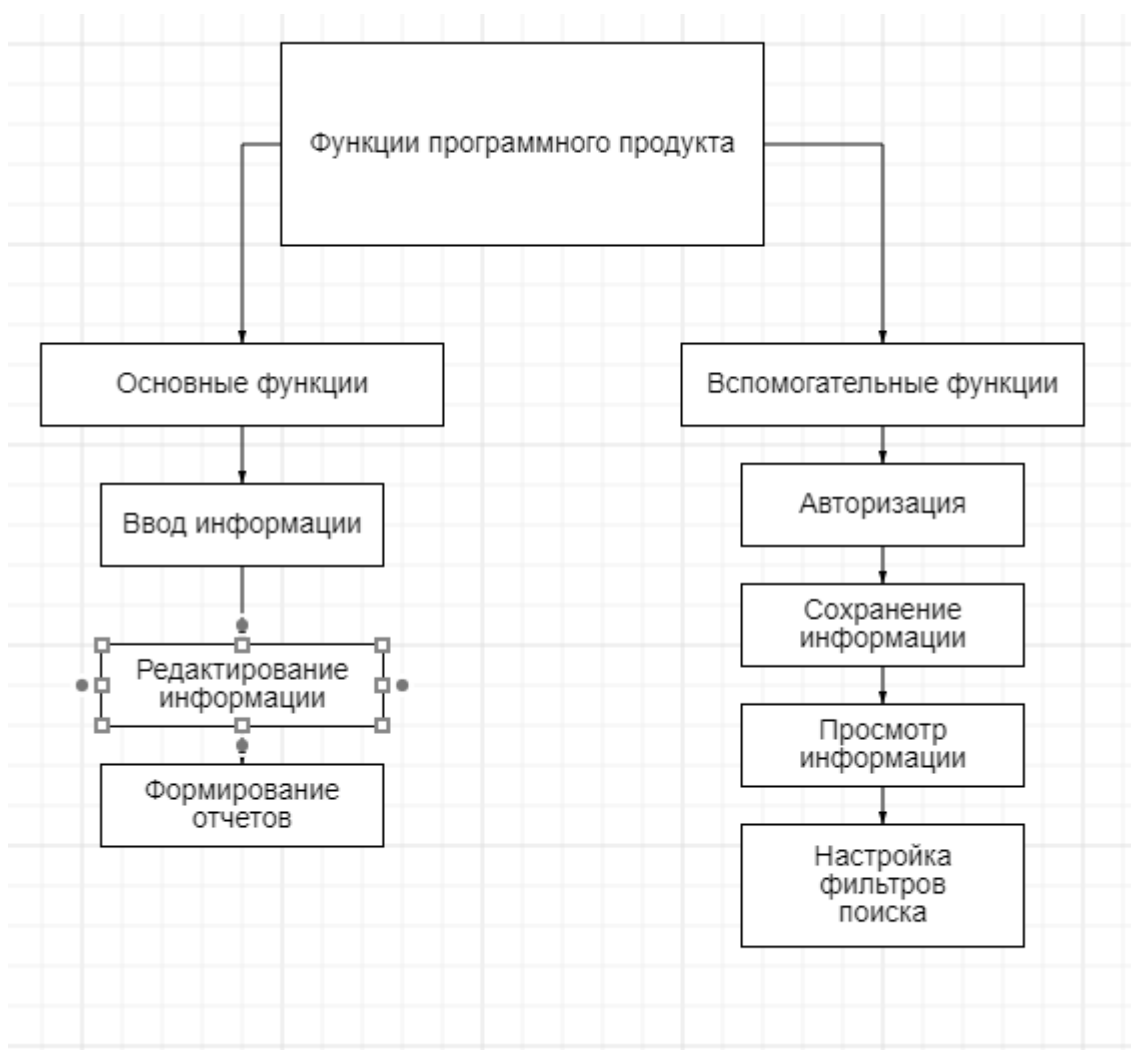 Функции программного продукта
Основные функции
Вспомогательные функции
Ввод информации
Авторизация
Редактирование
информации
Сохранение
информации
Формирование
отчетов
Просмотр
информации
Настройка
фильтров
поиска